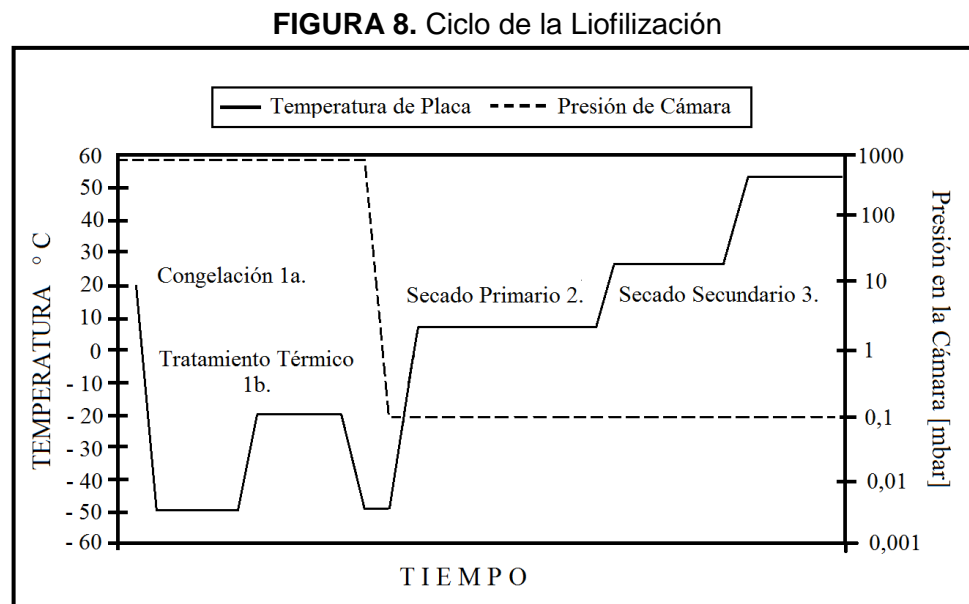 FIGURA 8. Ciclo de la Liofilización
Temperatura de Placa
Presión de Cámara
TEMPERATURA °C
60
50
40
30
20
10
0
- 10
- 20
- 30
- 40
- 50
- 60
Congelación 1a.
Tratamiento Térmico
1b.
Secado Primario 2.
Secado Secundario 3.
1000
100
10
1
0,1
0,01
0,001
Presión en la Cámara [mbar]
TIEMPO